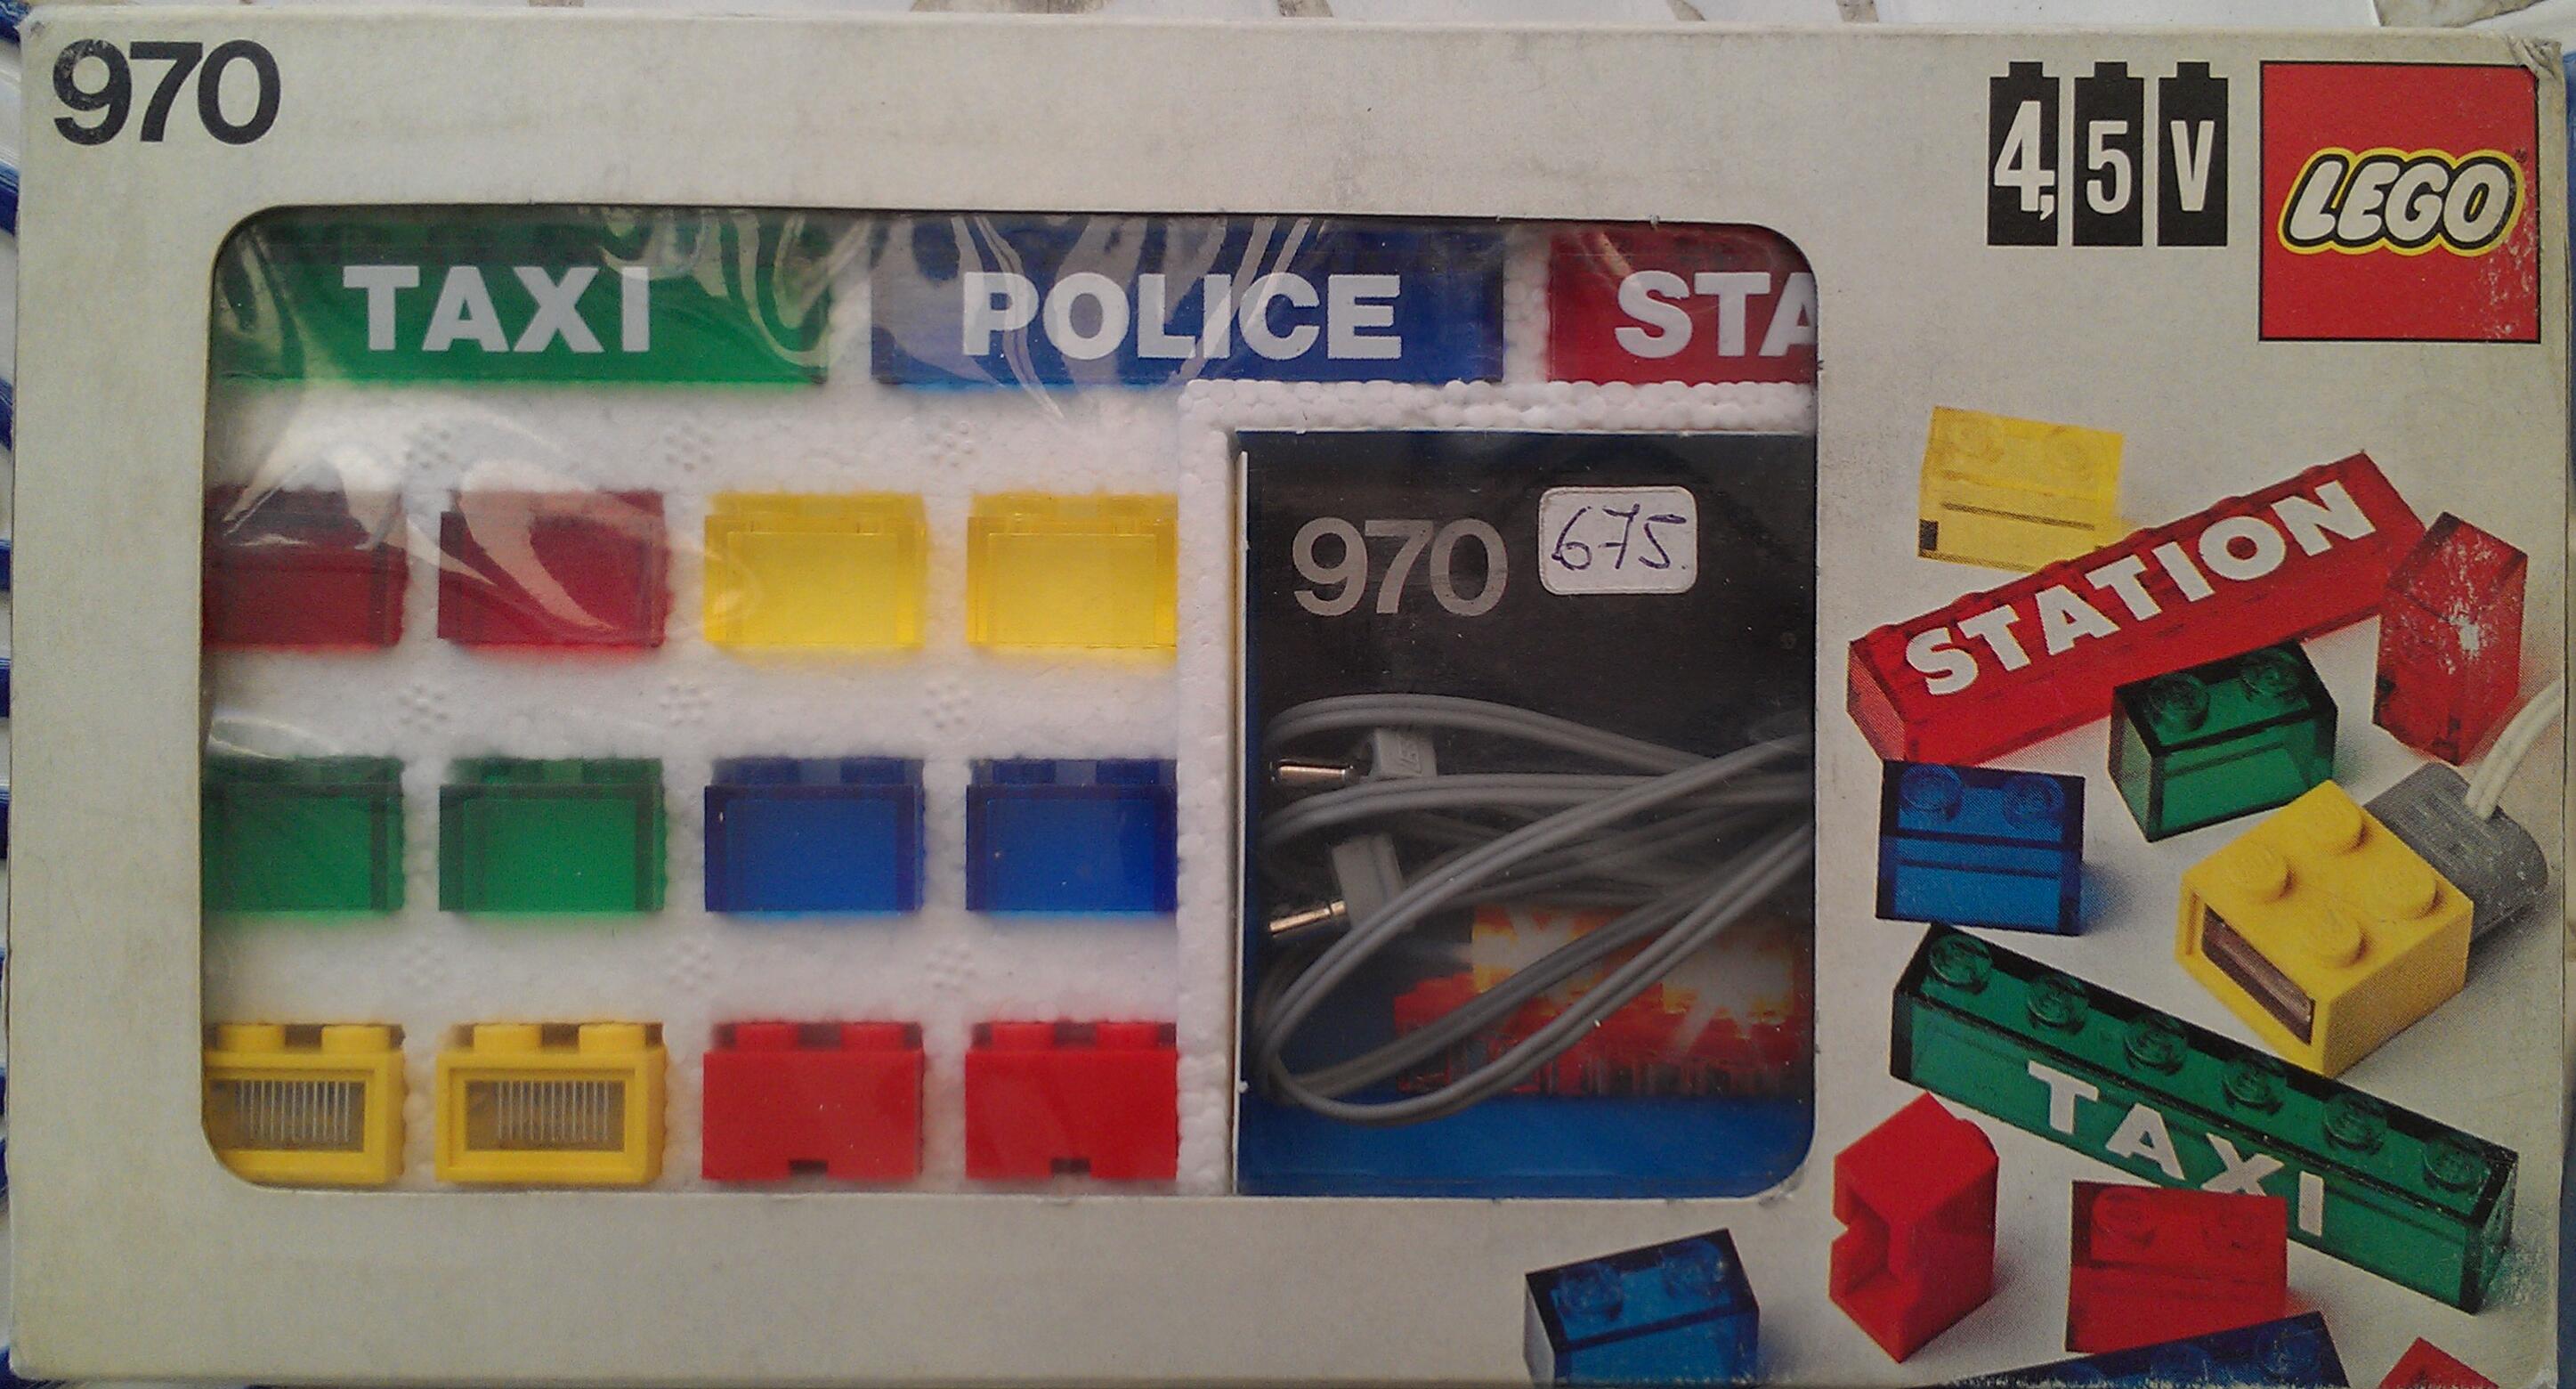 970
4,5V
LEGO
TAXI
POLICE
STA
970
675.
STATION
TAXI